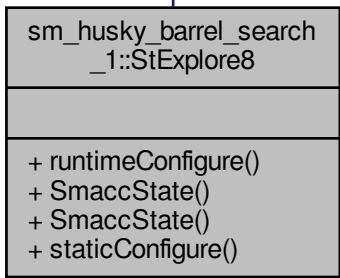 sm_husky_barrel_search
_1::StExplore8
+ runtimeConfigure()
+ SmaccState()
+ SmaccState()
+ staticConfigure()